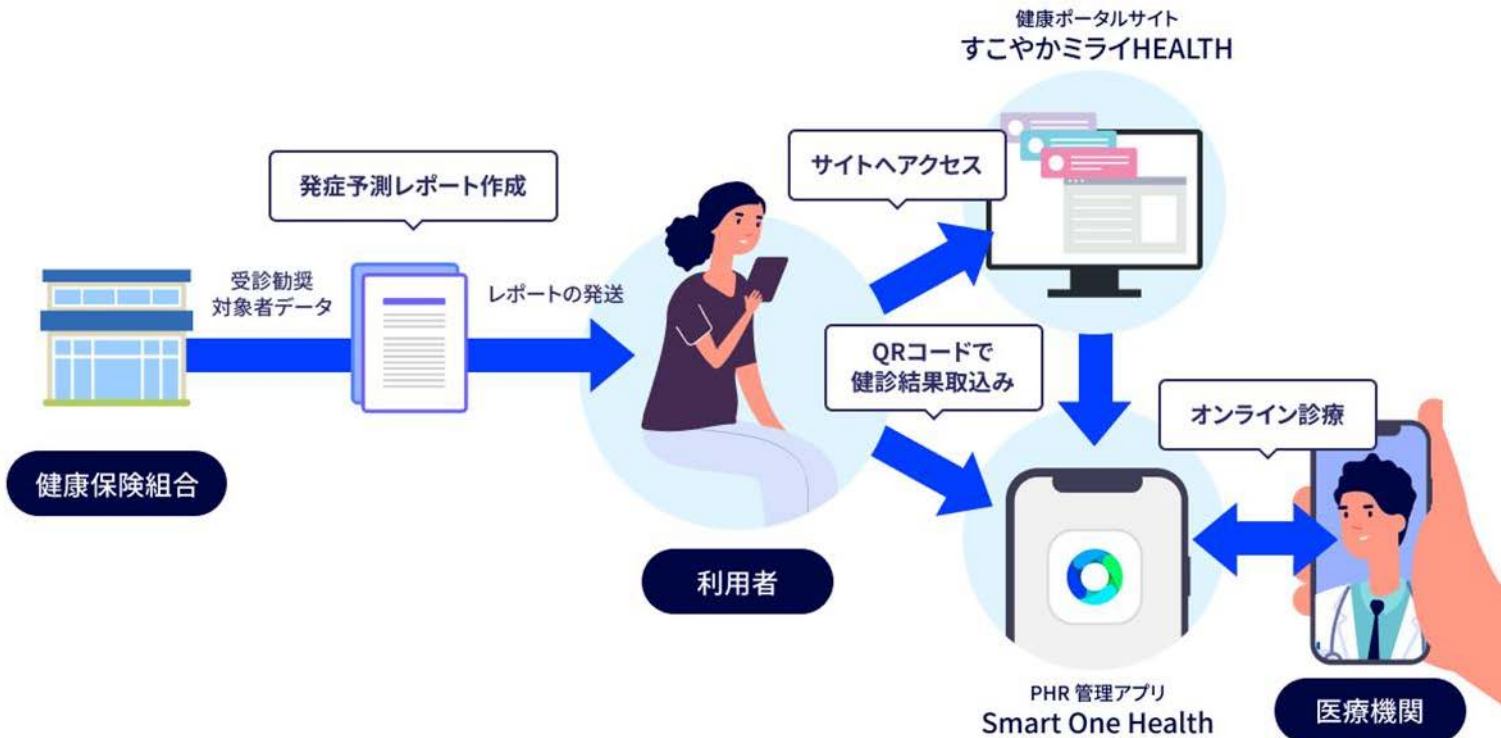 健康ポータルサイト
すこやかミライHEALTH
発症予測レポート作成
サイトへアクセス
受診勧奨
対象者データ
レポートの発送
QRコードで
健診結果取込み
オンライン診療
健康保険組合
利用者
PHR 管理アプリ
Smart One Health
医療機関